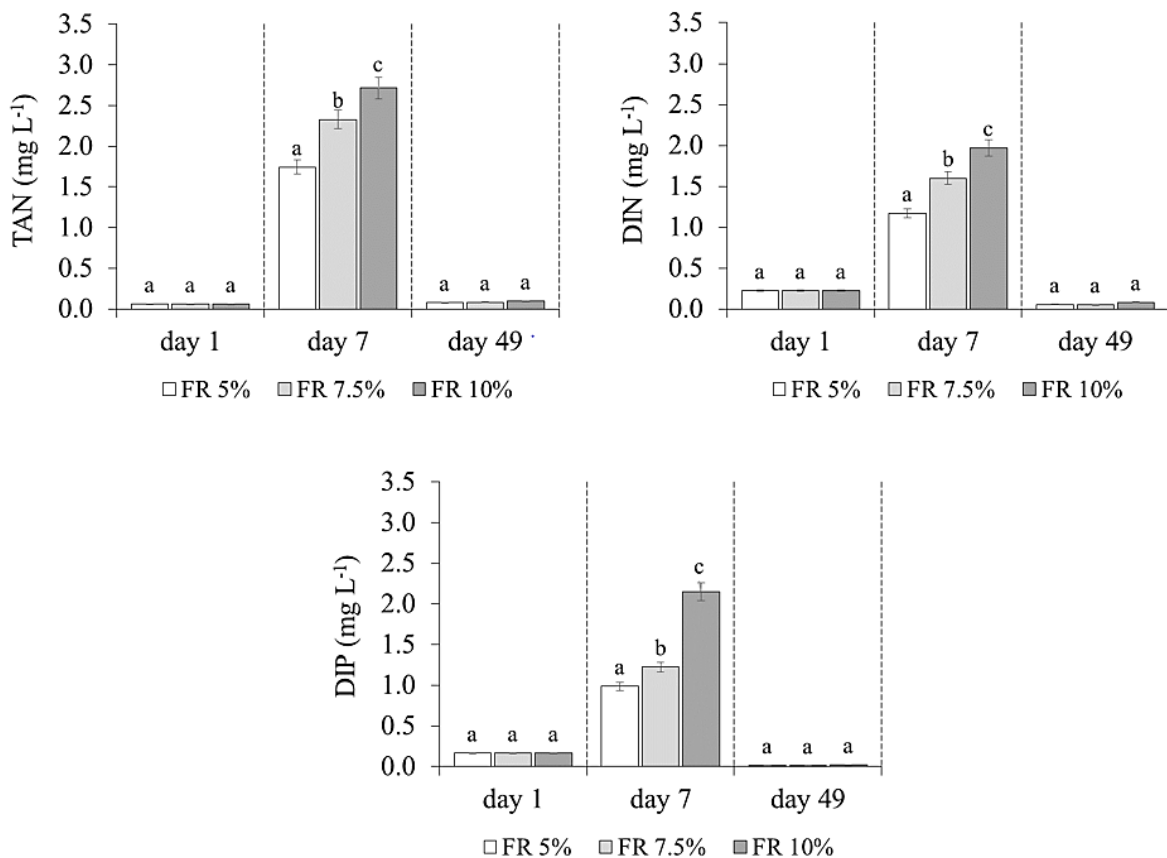 TAN (mg L⁻¹)
3.5
3.0
2.5
2.0
1.5
1.0
0.5
0.0
a a a
a b c
a a a
day 1 day 7 day 49
FR 5% FR 7.5% FR 10%
DIN (mg L⁻¹)
3.5
3.0
2.5
2.0
1.5
1.0
0.5
0.0
a a a
a b c
a a a
day 1 day 7 day 49
FR 5% FR 7.5% FR 10%
DIP (mg L⁻¹)
3.5
3.0
2.5
2.0
1.5
1.0
0.5
0.0
a a a
a b c
a a a
day 1 day 7 day 49
FR 5% FR 7.5% FR 10%